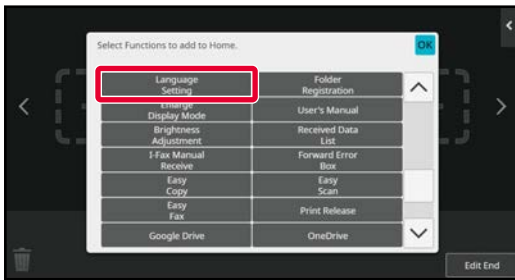 Select Functions to add to Home.
OK
Language
Setting
Folder
Registration
Enlarge
Display Mode
User's Manual
Brightness
Adjustment
Received Data
List
I-Fax Manual
Receive
Forward Error
Box
Easy
Copy
Easy
Scan
Easy
Fax
Print Release
Google Drive
OneDrive
Edit End